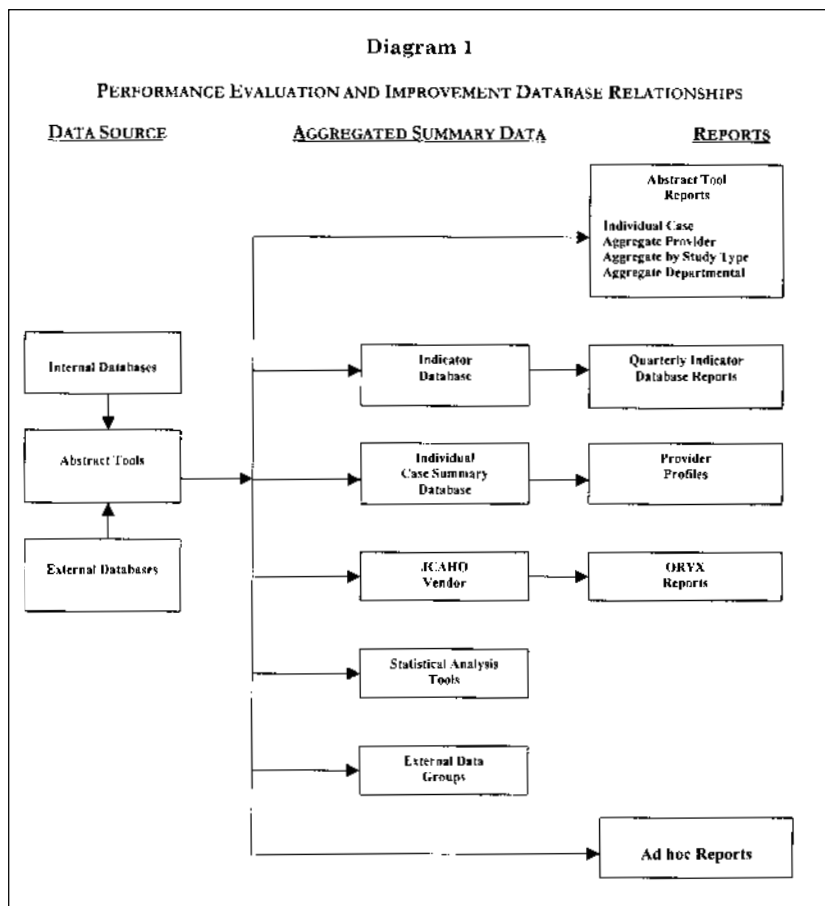 Diagram 1
PERFORMANCE EVALUATION AND IMPROVEMENT DATABASE RELATIONSHIPS
DATA SOURCE
AGGREGATED SUMMARY DATA
REPORTS
Abstract Tool
Reports
Individual Case
Aggregate Provider
Aggregate by Study Type
Aggregate Departmental
Internal Databases
Indicator
Database
Quarterly Indicator
Database Reports
Abstract Tools
Individual
Case Summary
Database
Provider
Profiles
External Databases
JCAHO
Vendor
ORYX
Reports
Statistical Analysis
Tools
External Data
Groups
Ad hoc Reports